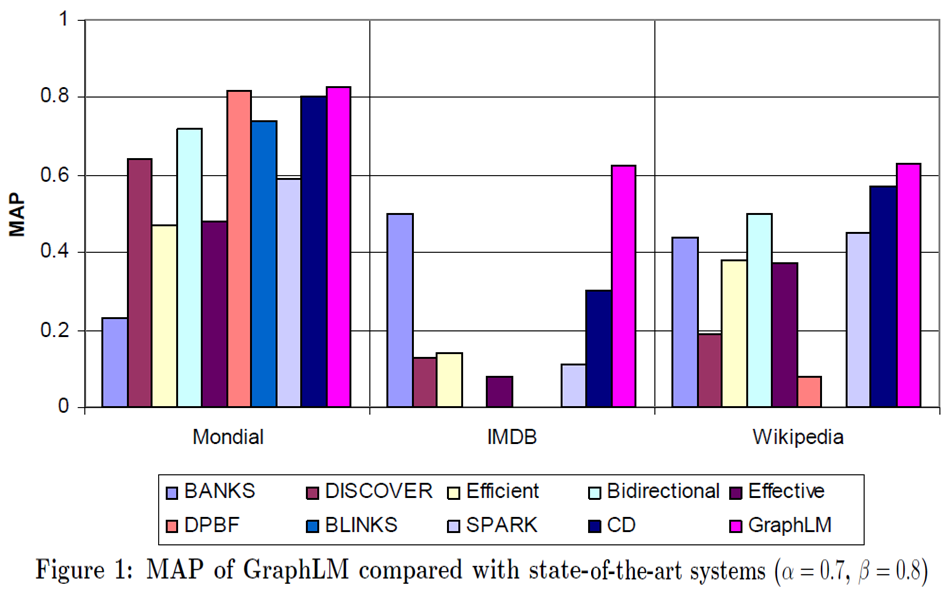 1
0.8
0.6
0.4
0.2
0
MAP
Mondial
IMDB
Wikipedia
BANKS DISCOVER Efficient Bidirectional Effective
DPBF BLINKS SPARK CD GraphLM
Figure 1: MAP of GraphLM compared with state-of-the-art systems (α = 0.7, β = 0.8)